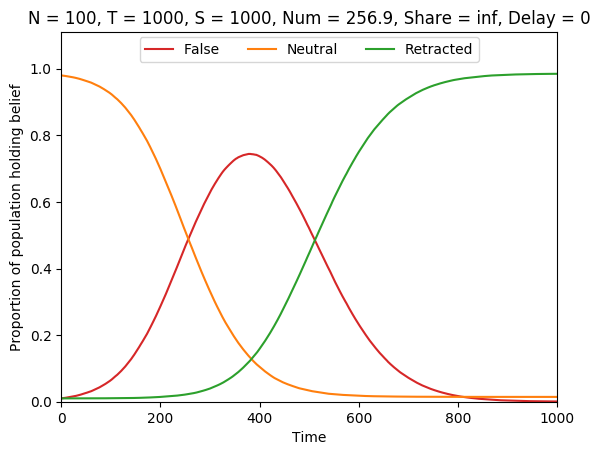 N = 100, T = 1000, S = 1000, Num = 256.9, Share = inf, Delay = 0
False Neutral Retracted
Proportion of population holding belief
1.0
0.8
0.6
0.4
0.2
0.0
0 200 400 600 800 1000
Time